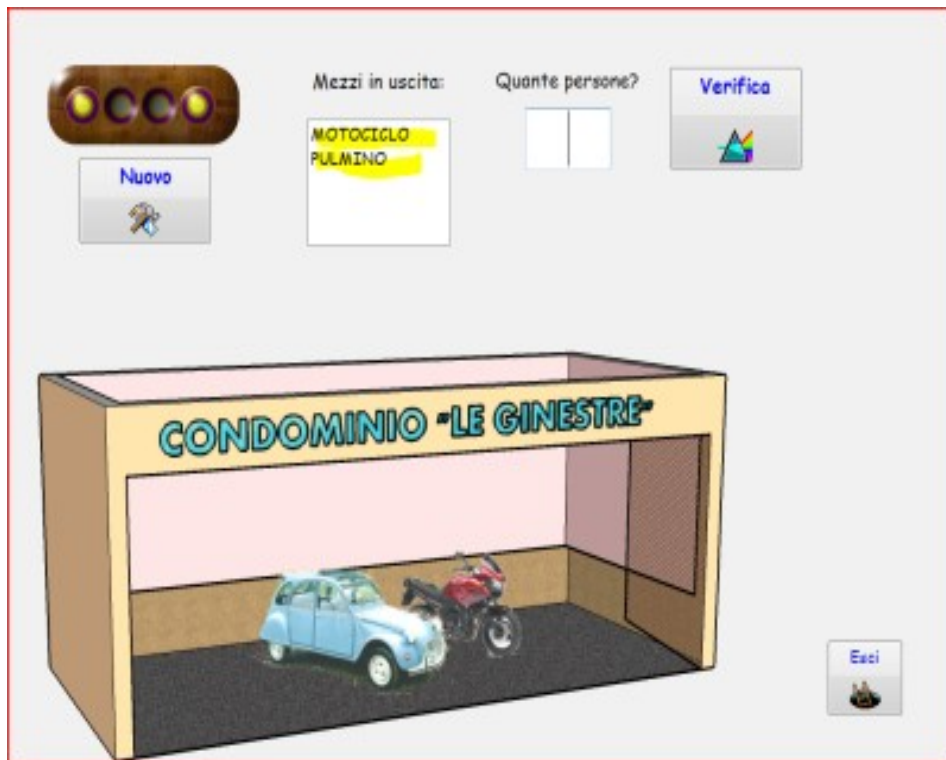 Mezzi in uscita:
Quante persone?
Verifica
MOTOCICLO
PULMINO
Nuovo
CONDOMINIO "LE GINESTRE"
Esci